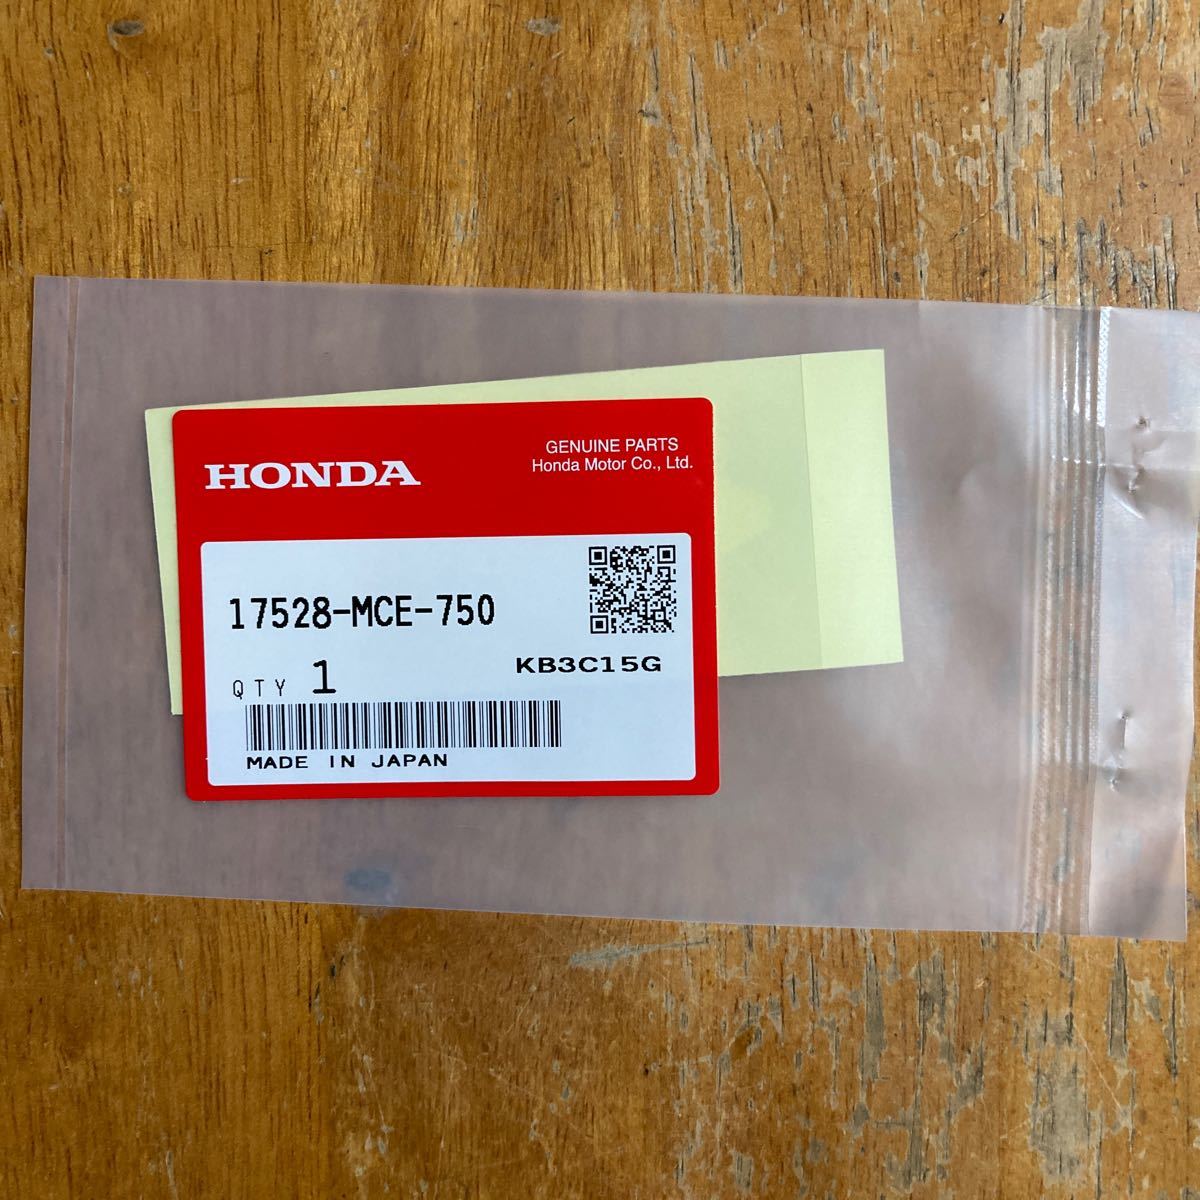 HONDA
GENUINE PARTS
Honda Motor Co., Ltd.
17528-MCE-750
KB3C15G
QTY 1
MADE IN JAPAN